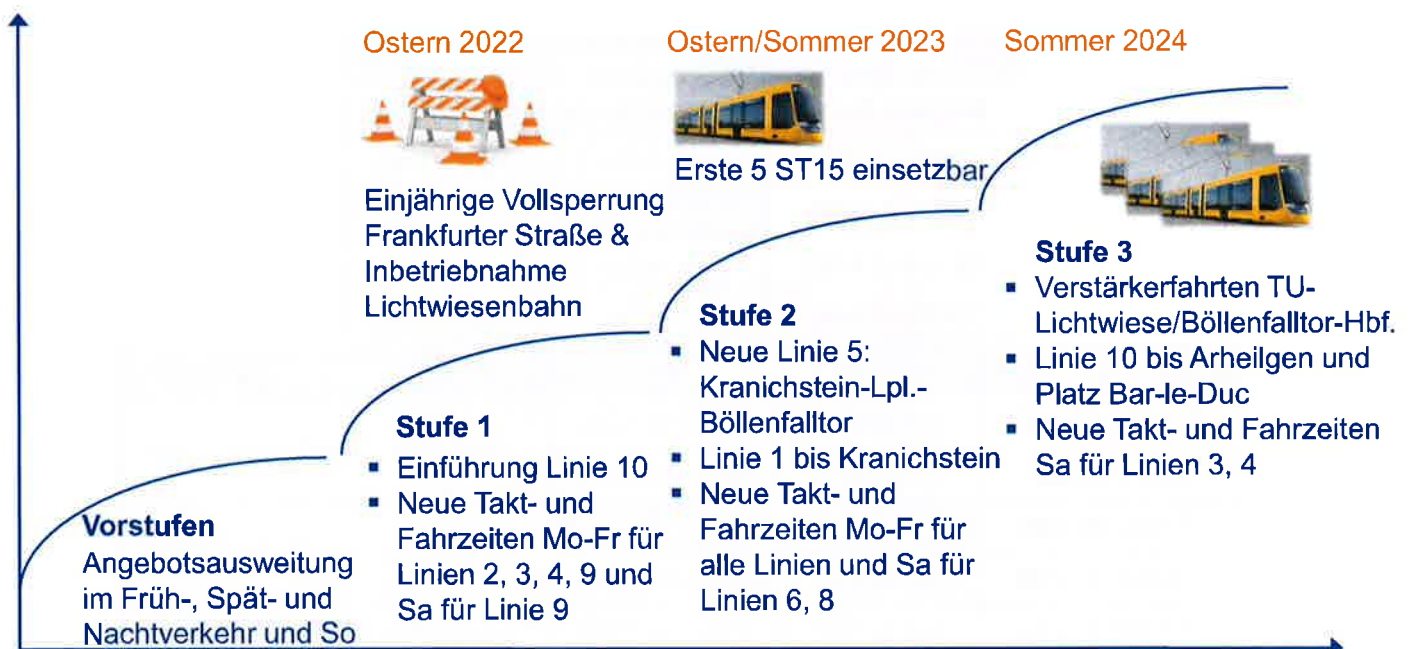 Ostern 2022
Einjährige Vollsperrung
Frankfurter Straße &
Inbetriebnahme
Lichtwiesenbahn
Ostern/Sommer 2023
Erste 5 ST15 einsetzbar
Sommer 2024
Vorstufen
Angebotsausweitung
im Früh-, Spät- und
Nachtverkehr und So
Stufe 1
▪ Einführung Linie 10
▪ Neue Takt- und
Fahrzeiten Mo-Fr für
Linien 2, 3, 4, 9 und
Sa für Linie 9
Stufe 2
▪ Neue Linie 5:
Kranichstein-Lpl.-
Böllenfalltor
▪ Linie 1 bis Kranichstein
▪ Neue Takt- und
Fahrzeiten Mo-Fr für
alle Linien und Sa für
Linien 6, 8
Stufe 3
▪ Verstärkerfahrten TU-
Lichtwiese/Böllenfalltor-Hbf.
▪ Linie 10 bis Arheilgen und
Platz Bar-le-Duc
▪ Neue Takt- und Fahrzeiten
Sa für Linien 3, 4